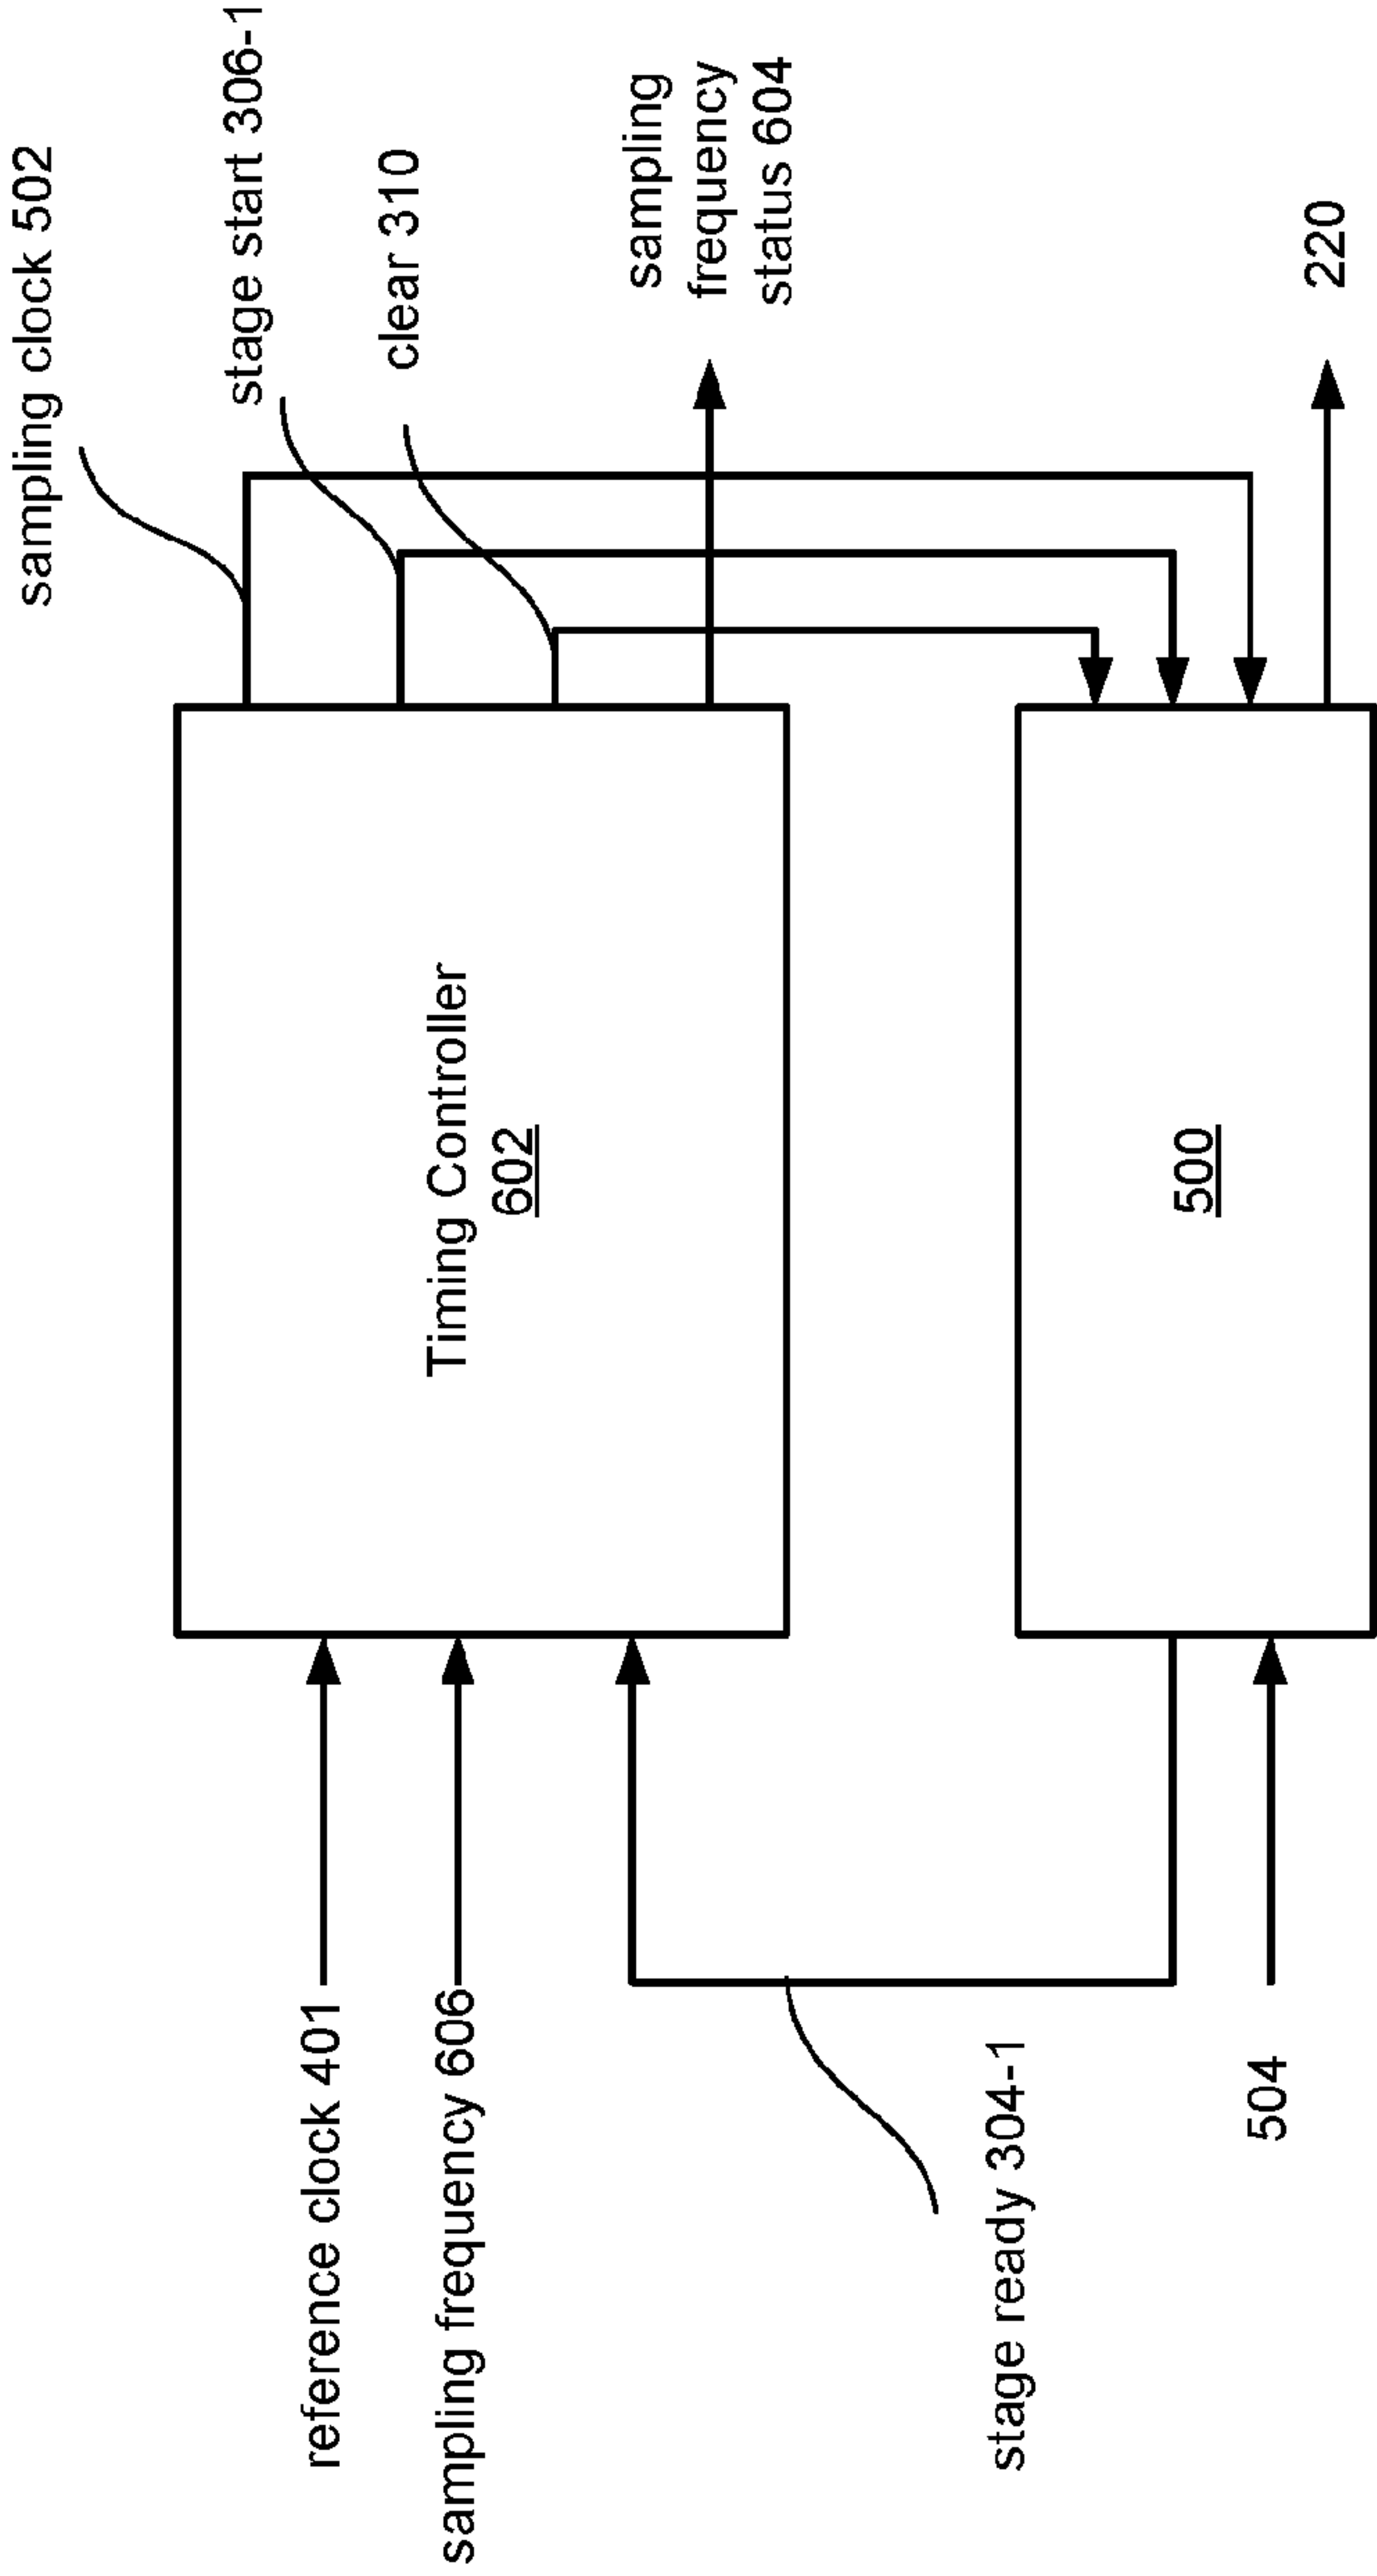 sampling clock 502
stage start 306-1
clear 310
sampling
frequency
status 604
reference clock 401
sampling frequency 606
Timing Controller
602
stage ready 304-1
504
500
220